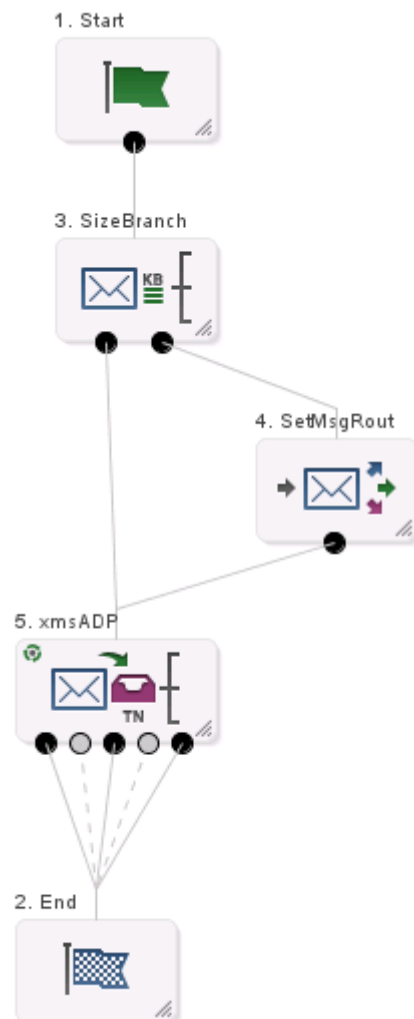 1. Start
3. SizeBranch
KB
4. SetMsgRout
5. xmsADP
TN
2. End